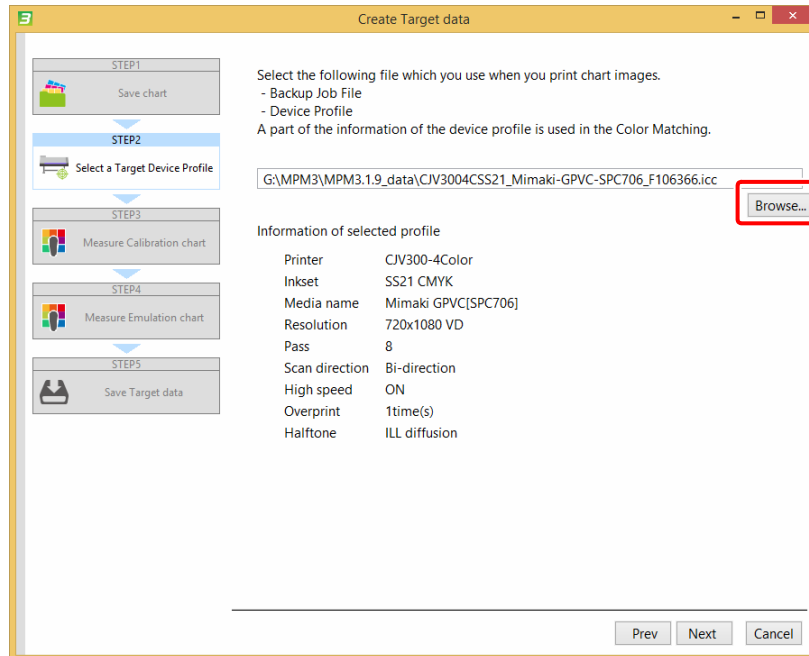 3
Create Target data
STEP1
Save chart
STEP2
Select a Target Device Profile
STEP3
Measure Calibration chart
STEP4
Measure Emulation chart
STEP5
Save Target data
Select the following file which you use when you print chart images.
- Backup Job File
- Device Profile
A part of the information of the device profile is used in the Color Matching.
G:\MPM3\MPM3.1.9_data\CJV3004CSS21_Mimaki-GPVC-SPC706_F106366.icc
Browse...
Information of selected profile
Printer CJV300-4Color
Inkset SS21 CMYK
Media name Mimaki GPVC[SPC706]
Resolution 720x1080 VD
Pass 8
Scan direction Bi-direction
High speed ON
Overprint 1time(s)
Halftone ILL diffusion
Prev Next Cancel